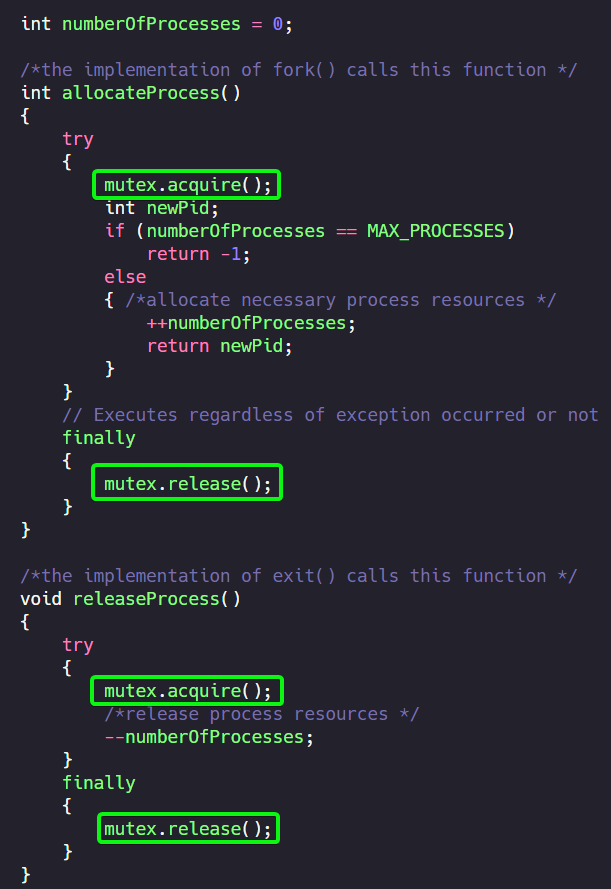 int numberOfProcesses = 0;
/*the implementation of fork() calls this function */
int allocateProcess()
{
try
{
mutex.acquire();
int newPid;
if (numberOfProcesses == MAX_PROCESSES)
return -1;
else
{ /*allocate necessary process resources */
++numberOfProcesses;
return newPid;
}
}
// Executes regardless of exception occurred or not
finally
{
mutex.release();
}
}
/*the implementation of exit() calls this function */
void releaseProcess()
{
try
{
mutex.acquire();
/*release process resources */
--numberOfProcesses;
}
finally
{
mutex.release();
}
}